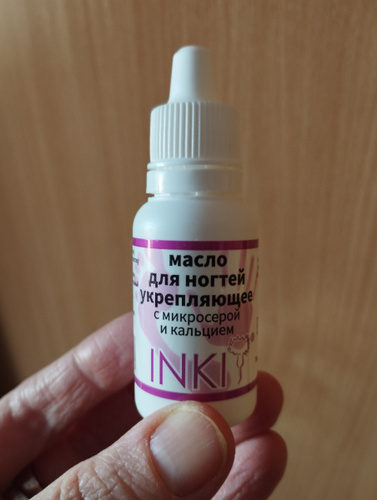 масло
для ногтей
укрепляющее
с микросерой
и кальцием
INKI